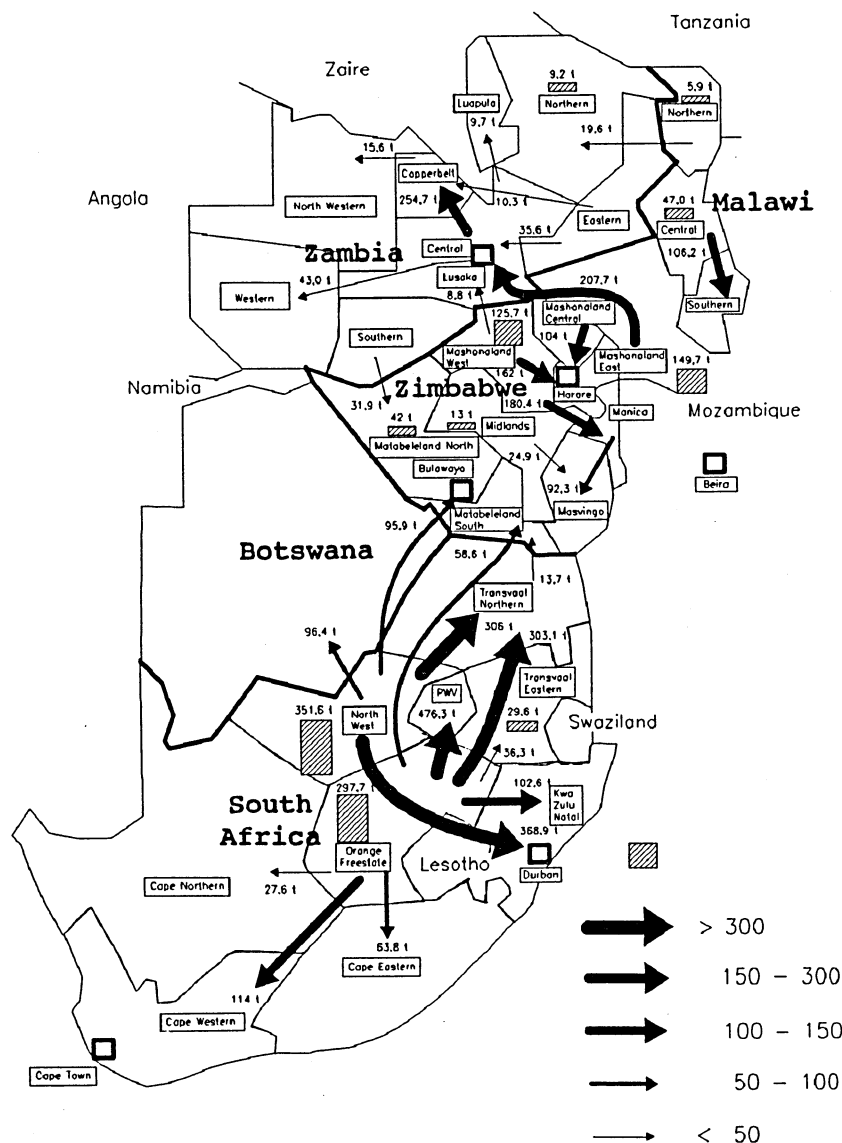 Tanzania
Zaire
9,2 t
5,9 t
Luapula
Northern
Northern
9,7 t
19,6 t
15,6 t
Copperbelt
Angola
North Western
254,7 t
10,3 t
Eastern
47,0 t
Malawi
Central
Zambia
Central
35,6 t
106,2 t
Lusaka
43,0 t
207,7 t
Western
8,8 t
Southern
125,7 t
Mashonaland
Central
Southern
104 t
Mashonaland
West
Mashonaland
East
149,7 t
Namibia
Zimbabwe
162 t
Harare
31,9 t
180,4 t
Manica
Mozambique
42 t
13 t
Midlands
Matabeleland North
Bulawayo
24,9 t
Beira
92,3 t
Masvingo
Matabeleland
South
95,9 t
Botswana
58,6 t
13,7 t
Transvaal
Northern
306 t
303,1 t
96,4 t
Transvaal
Eastern
PWV
351,6 t
North
West
476,3 t
29,6 t
Swaziland
36,3 t
297,7 t
102,6 t
Kwa
Zulu
Natal
South
Africa
368,9 t
Orange
Freestate
Lesotho
Durban
Cape Northern
27,6 t
63,8 t
Cape Eastern
114 t
Cape Western
Cape Town
> 300
150 – 300
100 – 150
50 – 100
< 50